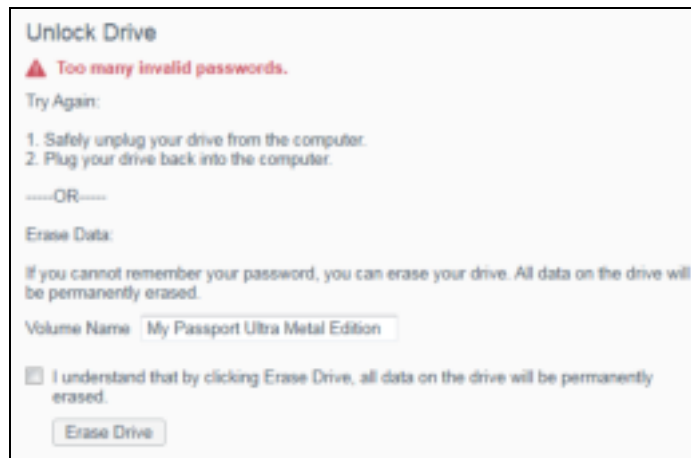 Unlock Drive
Too many invalid passwords.
Try Again:
1. Safely unplug your drive from the computer.
2. Plug your drive back into the computer.
-----OR-----
Erase Data:
If you cannot remember your password, you can erase your drive. All data on the drive will
be permanently erased.
Volume Name My Passport Ultra Metal Edition
I understand that by clicking Erase Drive, all data on the drive will be permanently
erased.
Erase Drive